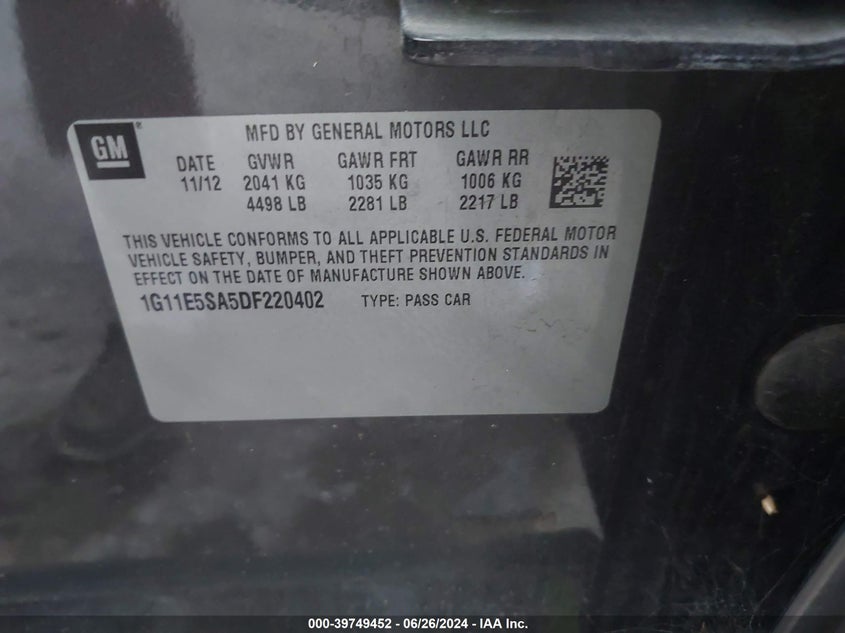 GM®
MFD BY GENERAL MOTORS LLC
DATE GVWR GAWR FRT GAWR RR
11/12 2041 KG 1035 KG 1006 KG
4498 LB 2281 LB 2217 LB
THIS VEHICLE CONFORMS TO ALL APPLICABLE U.S. FEDERAL MOTOR
VEHICLE SAFETY, BUMPER, AND THEFT PREVENTION STANDARDS IN
EFFECT ON THE DATE OF MANUFACTURE SHOWN ABOVE.
1G11E5SA5DF220402 TYPE: PASS CAR
000-39749452 / 06/26/2024 - IAA Inc.